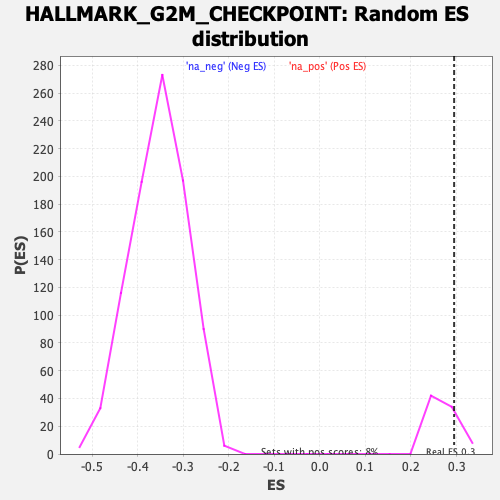 HALLMARK_G2M_CHECKPOINT: Random ES
distribution
'na_neg' (Neg ES) 'na_pos' (Pos ES)
280
260
240
220
200
180
160
140
120
100
80
60
40
20
0
P(ES)
Sets with pos scores: 8%
Real ES 0.3
-0.5 -0.4 -0.3 -0.2 -0.1 0.0 0.1 0.2 0.3
ES